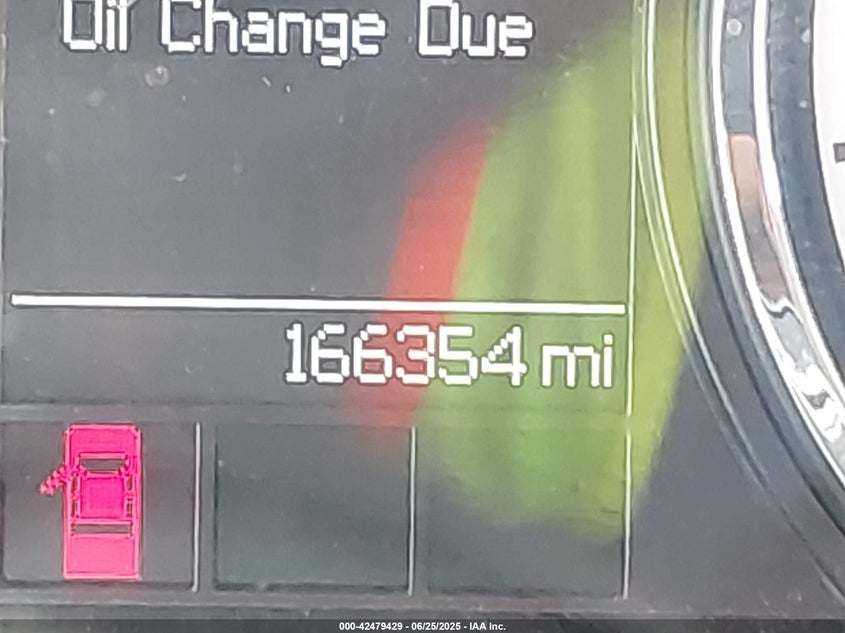 Oil Change Due
166354 mi
000-42479429 - 06/25/2025 - IAA Inc.